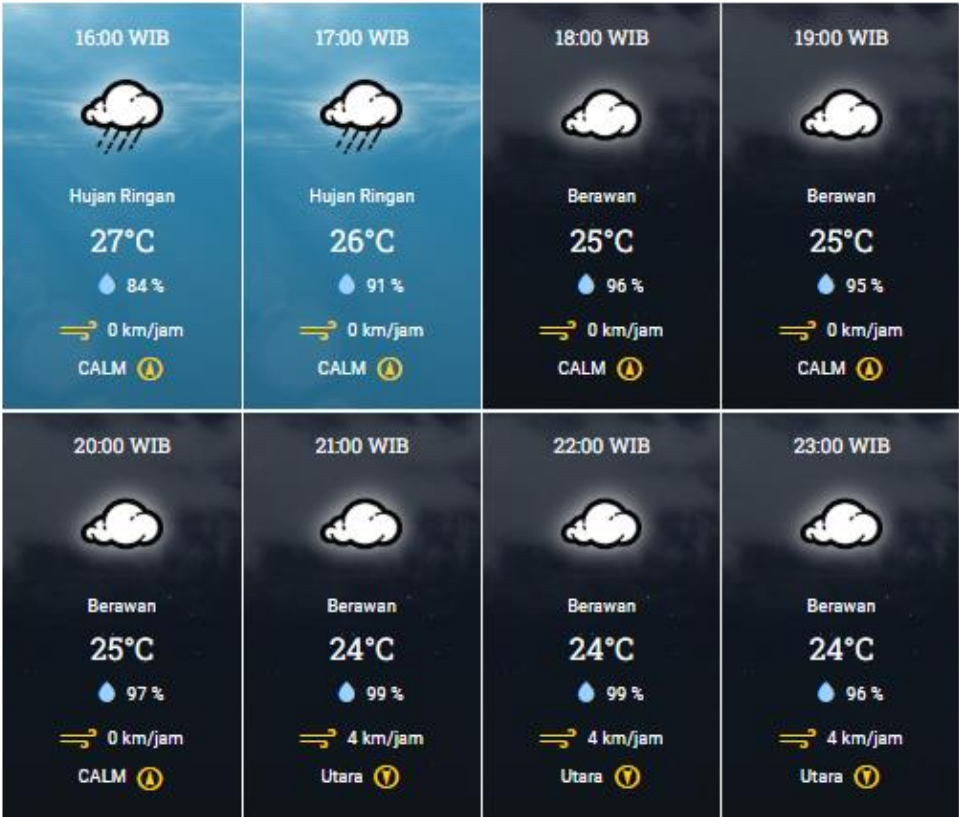 16:00 WIB
Hujan Ringan
27°C
84 %
0 km/jam
CALM
17:00 WIB
Hujan Ringan
26°C
91 %
0 km/jam
CALM
18:00 WIB
Berawan
25°C
96 %
0 km/jam
CALM
19:00 WIB
Berawan
25°C
95 %
0 km/jam
CALM
20:00 WIB
Berawan
25°C
97 %
0 km/jam
CALM
21:00 WIB
Berawan
24°C
99 %
4 km/jam
Utara
22:00 WIB
Berawan
24°C
99 %
4 km/jam
Utara
23:00 WIB
Berawan
24°C
96 %
4 km/jam
Utara